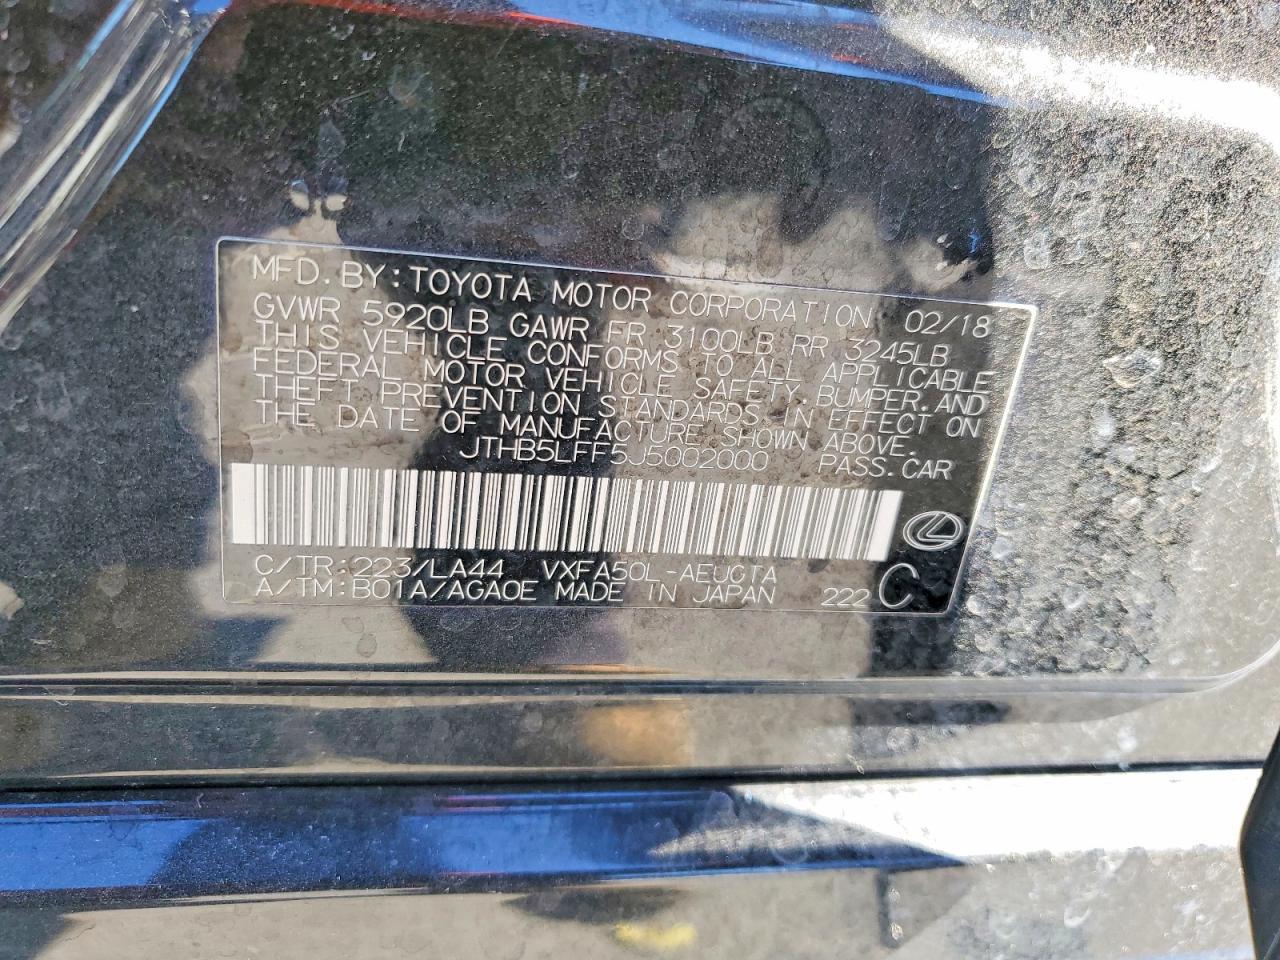 MFD.BY:TOYOTA MOTOR CORPORATION 02/18
GVWR 5920LB GAWR FR 3100LB RR 3245LB
THIS VEHICLE CONFORMS TO ALL APPLICABLE
FEDERAL MOTOR VEHICLE SAFETY, BUMPER, AND
THEFT PREVENTION STANDARDS IN EFFECT ON
THE DATE OF MANUFACTURE SHOWN ABOVE.
JTHB5LFF5J5002000 PASS.CAR
C/TR:223/LA44 VXFA50L-AEUGTA
A/TM:B01A/AGA0E MADE IN JAPAN 222 C